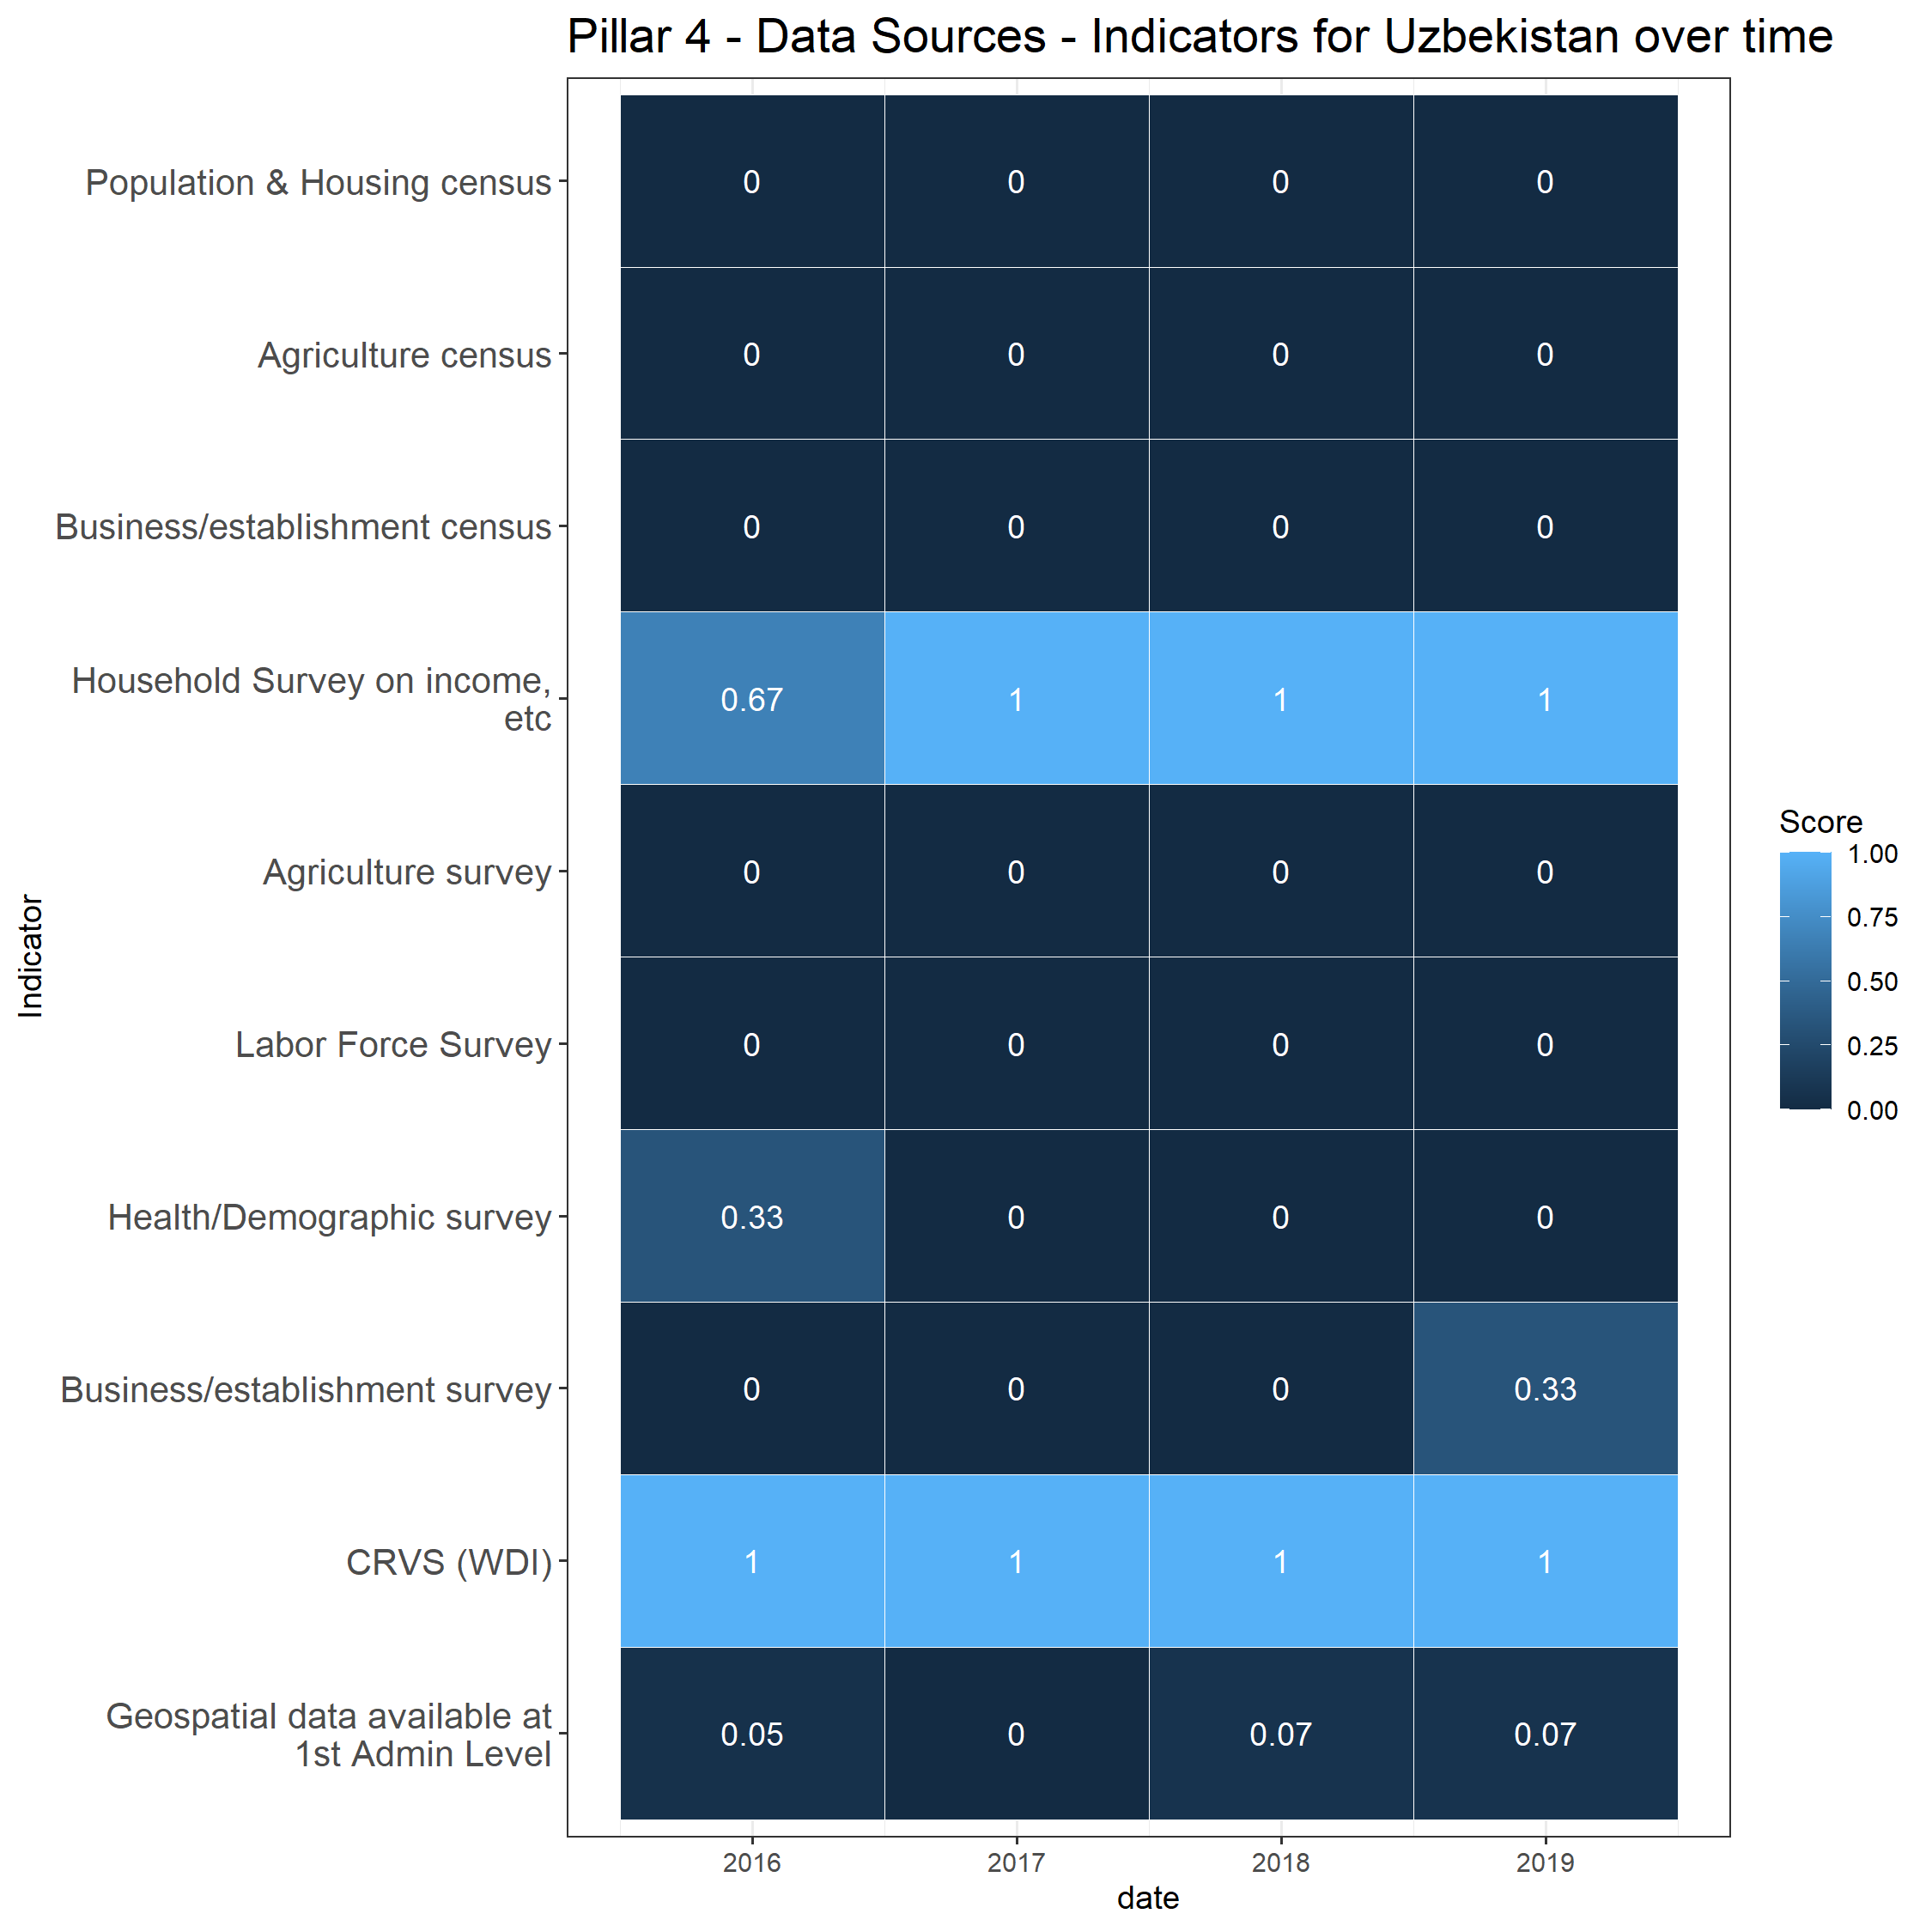 Pillar 4 - Data Sources - Indicators for Uzbekistan over time
Indicator
Population & Housing census
0 0 0 0
Agriculture census
0 0 0 0
Business/establishment census
0 0 0 0
Household Survey on income,
etc
0.67 1 1 1
Agriculture survey
0 0 0 0
Labor Force Survey
0 0 0 0
Health/Demographic survey
0.33 0 0 0
Business/establishment survey
0 0 0 0.33
CRVS (WDI)
1 1 1 1
Geospatial data available at
1st Admin Level
0.05 0 0.07 0.07
2016 2017 2018 2019
date
Score
1.00
0.75
0.50
0.25
0.00